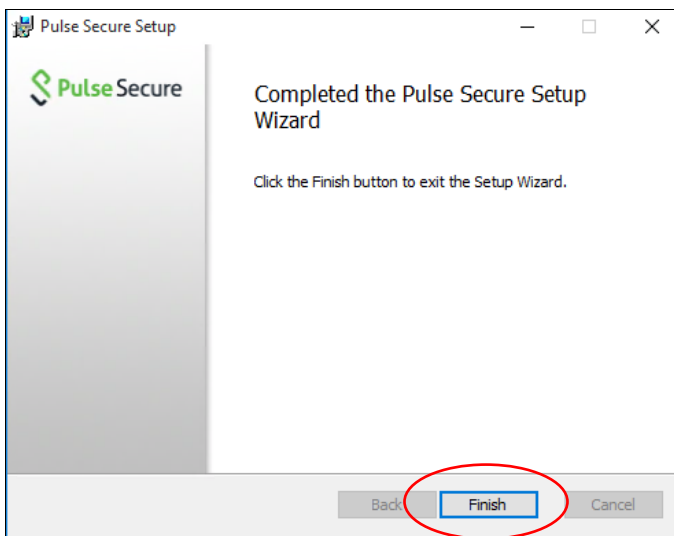 Pulse Secure Setup
Pulse Secure
Completed the Pulse Secure Setup
Wizard
Click the Finish button to exit the Setup Wizard.
Back Finish Cancel